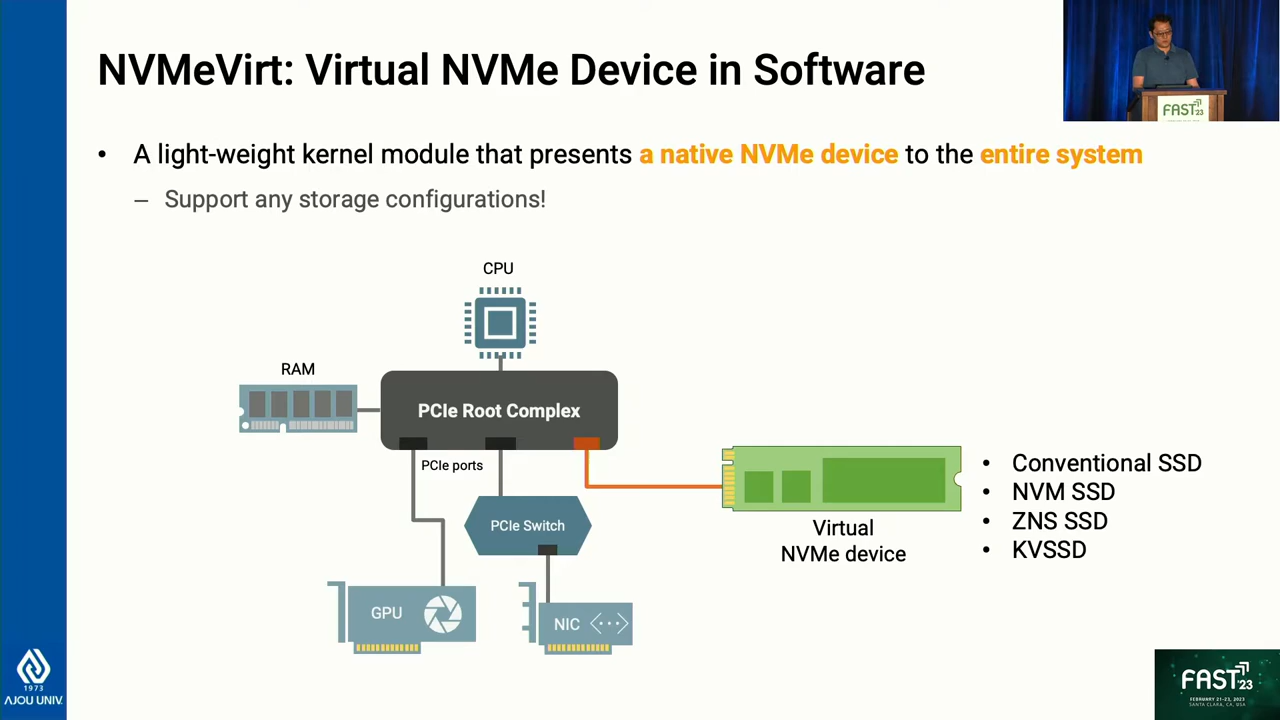 NVMeVirt: Virtual NVMe Device in Software
FAST'23
• A light-weight kernel module that presents a native NVMe device to the entire system
– Support any storage configurations!
CPU
RAM
PCIe Root Complex
PCIe ports
PCIe Switch
GPU
NIC
Virtual
NVMe device
• Conventional SSD
• NVM SSD
• ZNS SSD
• KVSSD
1973
AJOU UNIV.
FAST'23
FEBRUARY 21-23, 2023
SANTA CLARA, CA, USA